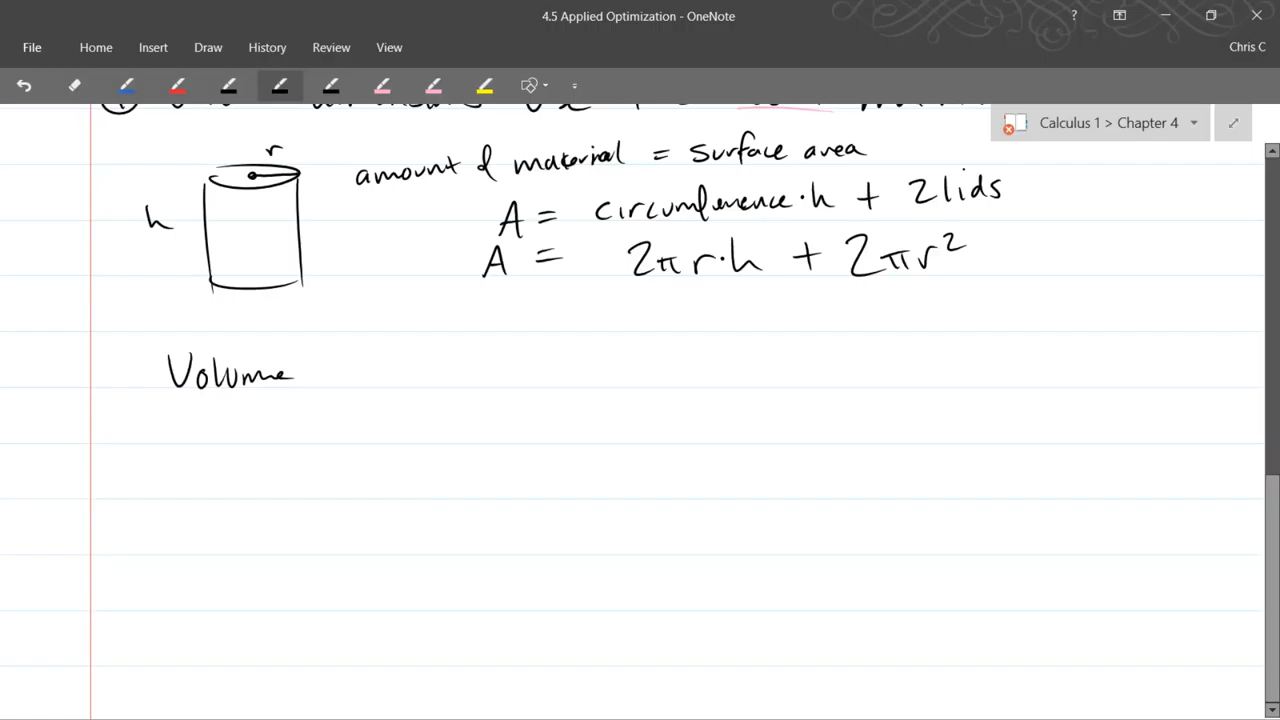 4.5 Applied Optimization - OneNote
?
File Home Insert Draw History Review View
Chris C
Calculus 1 > Chapter 4
r
h
amount of material = surface area
A = circumference·h + 2 lids
A = 2πr·h + 2πr²
Volume